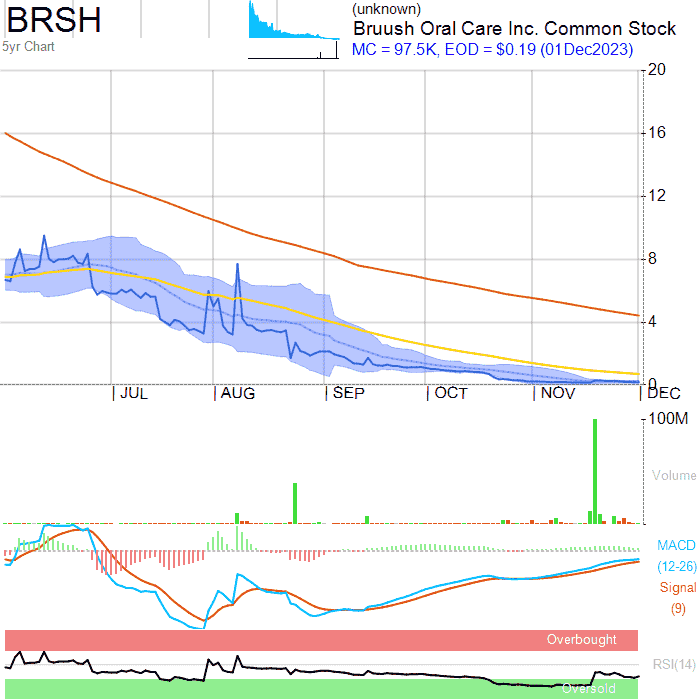 BRSH
5yr Chart
(unknown)
Bruush Oral Care Inc. Common Stock
MC = 97.5K, EOD = $0.19 (01Dec2023)
20
16
12
8
4
0
JUL AUG SEP OCT NOV DEC
100M
Volume
MACD
(12-26)
Signal
(9)
Overbought
RSI(14)
Oversold